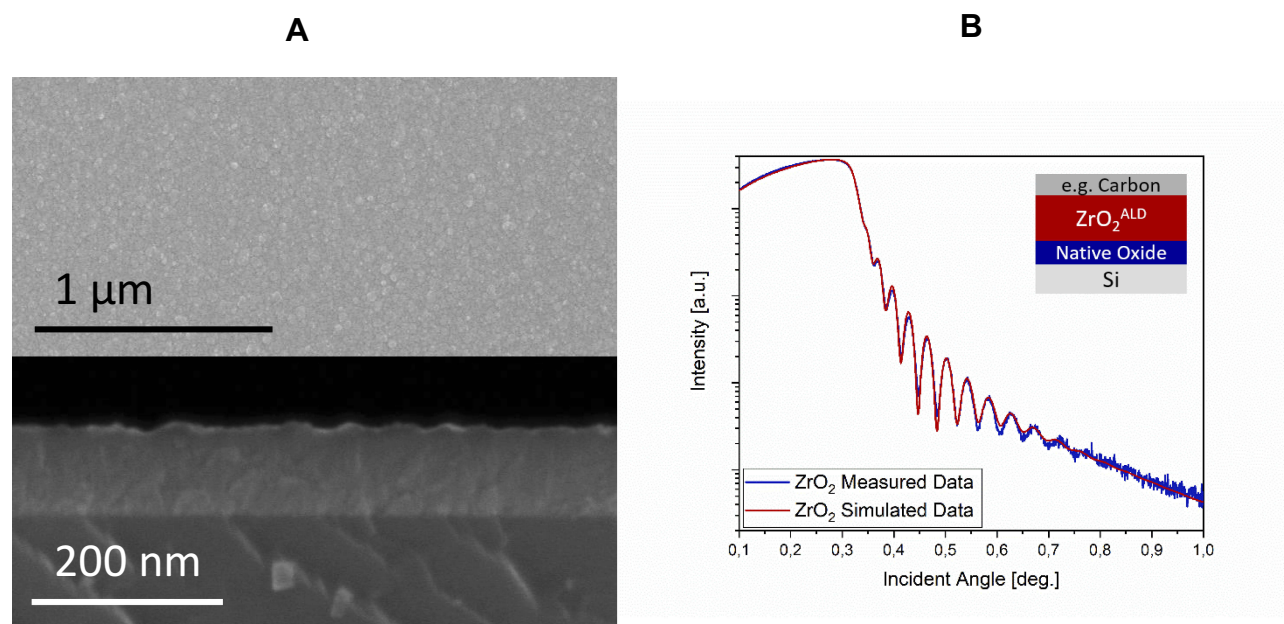 A
B
1 µm
200 nm
Intensity [a.u.]
e.g. Carbon
ZrO₂ᴬᴸᴰ
Native Oxide
Si
ZrO₂ Measured Data
ZrO₂ Simulated Data
0,1 0,2 0,3 0,4 0,5 0,6 0,7 0,8 0,9 1,0
Incident Angle [deg.]